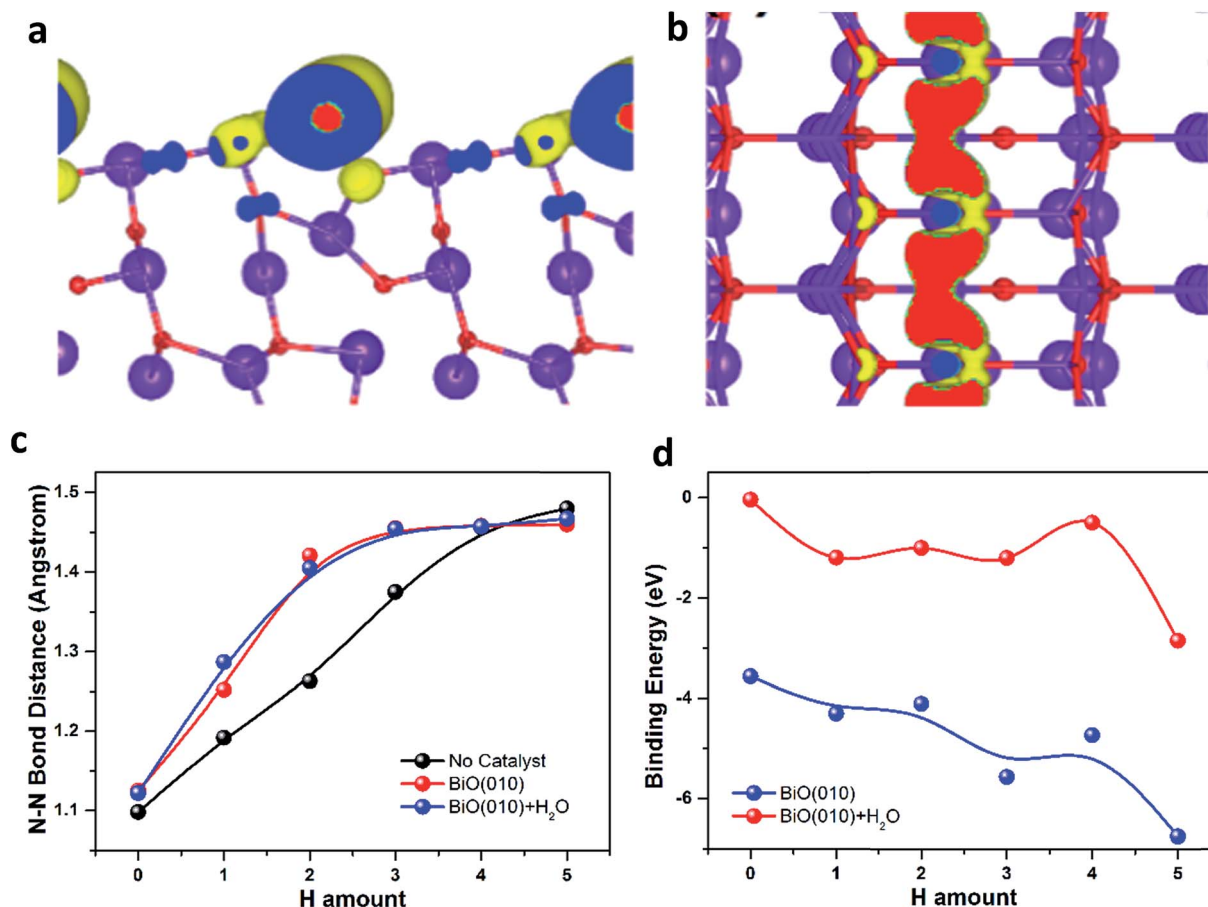 a
b
c
N-N Bond Distance (Angstrom)
1.5
1.4
1.3
1.2
1.1
No Catalyst
BiO(010)
BiO(010)+H₂O
0 1 2 3 4 5
H amount
d
Binding Energy (eV)
0
-2
-4
-6
BiO(010)
BiO(010)+H₂O
0 1 2 3 4 5
H amount